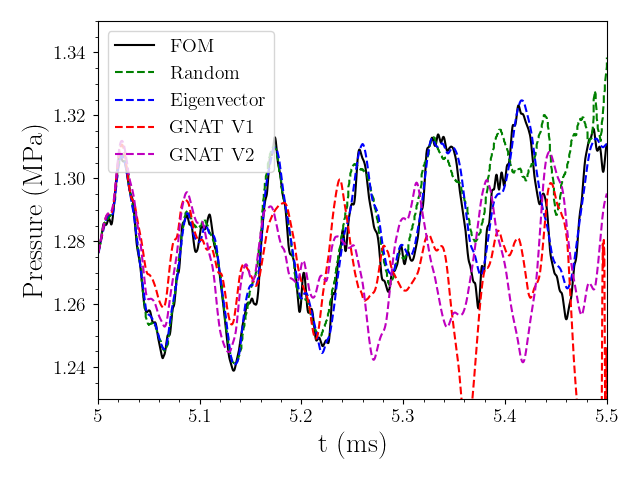 FOM
Random
Eigenvector
GNAT V1
GNAT V2
Pressure (MPa)
1.34
1.32
1.30
1.28
1.26
1.24
5 5.1 5.2 5.3 5.4 5.5
t (ms)